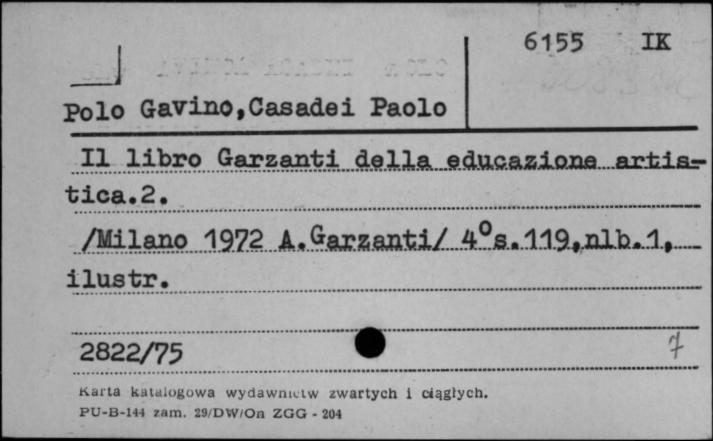 6155 IK
Polo Gavino,Casadei Paolo
Il libro Garzanti della educazione artis-
tica.2.
/Milano 1972 A.Garzanti/ 4°s.119,nlb.1,
ilustr.
2822/75 7
Karta katalogowa wydawnictw zwartych i ciągłych.
PU-B-144 zam. 29/DW/On ZGG - 204